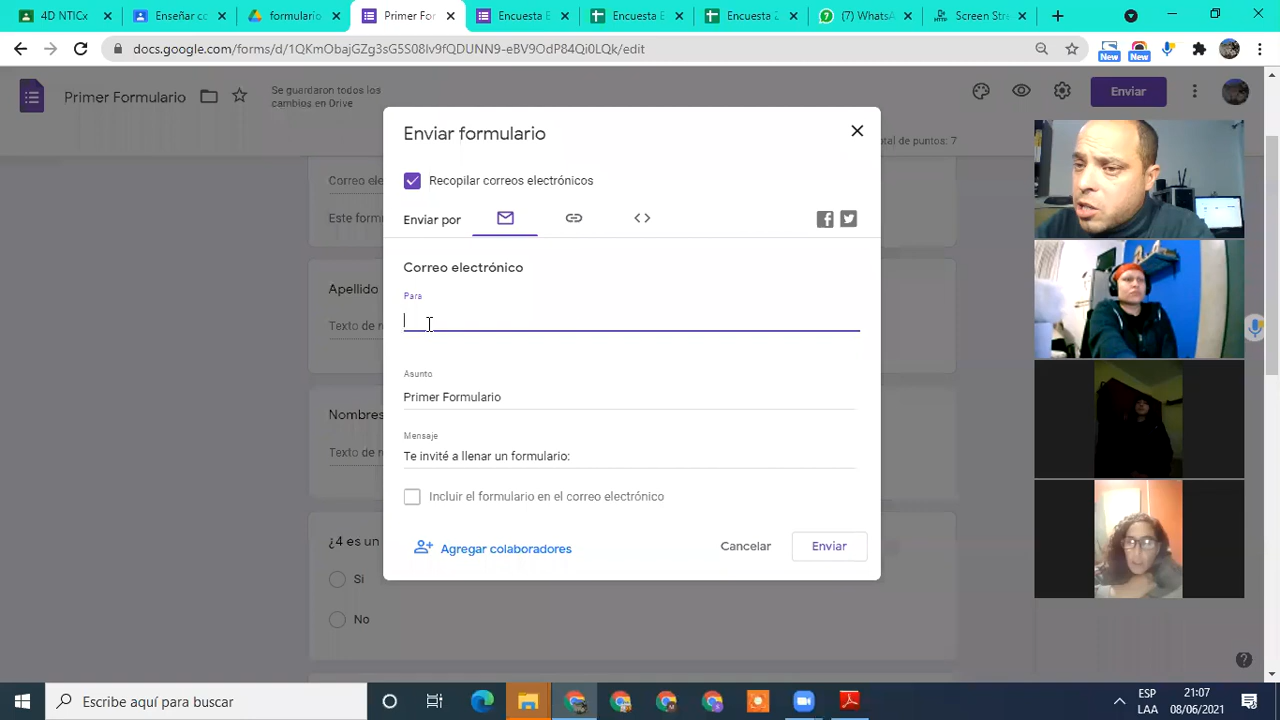 4D NTICx
Enseñar cc
formulario
Primer For
Encuesta E
Encuesta E
Encuesta 2
(7) WhatsA
Screen Stre
docs.google.com/forms/d/1QKmObajGZg3sG5S08lv9fQDUNN9-eBV9OdP84Qi0LQk/edit
New
New
Primer Formulario
Se guardaron todos los
cambios en Drive
Enviar
Enviar formulario
tal de puntos: 7
Correo ele
Recopilar correos electrónicos
Este form
Enviar por
Correo electrónico
Apellido
Para
Texto de r
Asunto
Primer Formulario
Nombres
Mensaje
Texto de r
Te invité a llenar un formulario:
Incluir el formulario en el correo electrónico
¿4 es un
Agregar colaboradores
Cancelar
Enviar
Si
No
Escribe aquí para buscar
ESP
LAA
21:07
08/06/2021